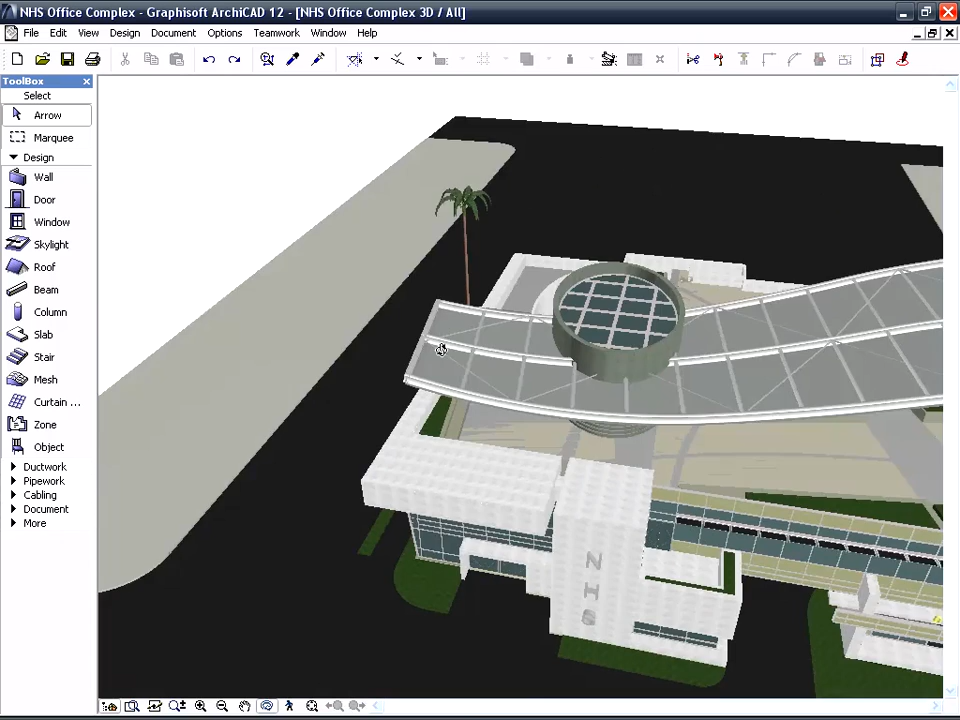 NHS Office Complex - Graphisoft ArchiCAD 12 - [NHS Office Complex 3D / All]
File Edit View Design Document Options Teamwork Window Help
ToolBox
Select
Arrow
Marquee
Design
Wall
Door
Window
Skylight
Roof
Beam
Column
Slab
Stair
Mesh
Curtain ...
Zone
Object
Ductwork
Pipework
Cabling
Document
More
NHS